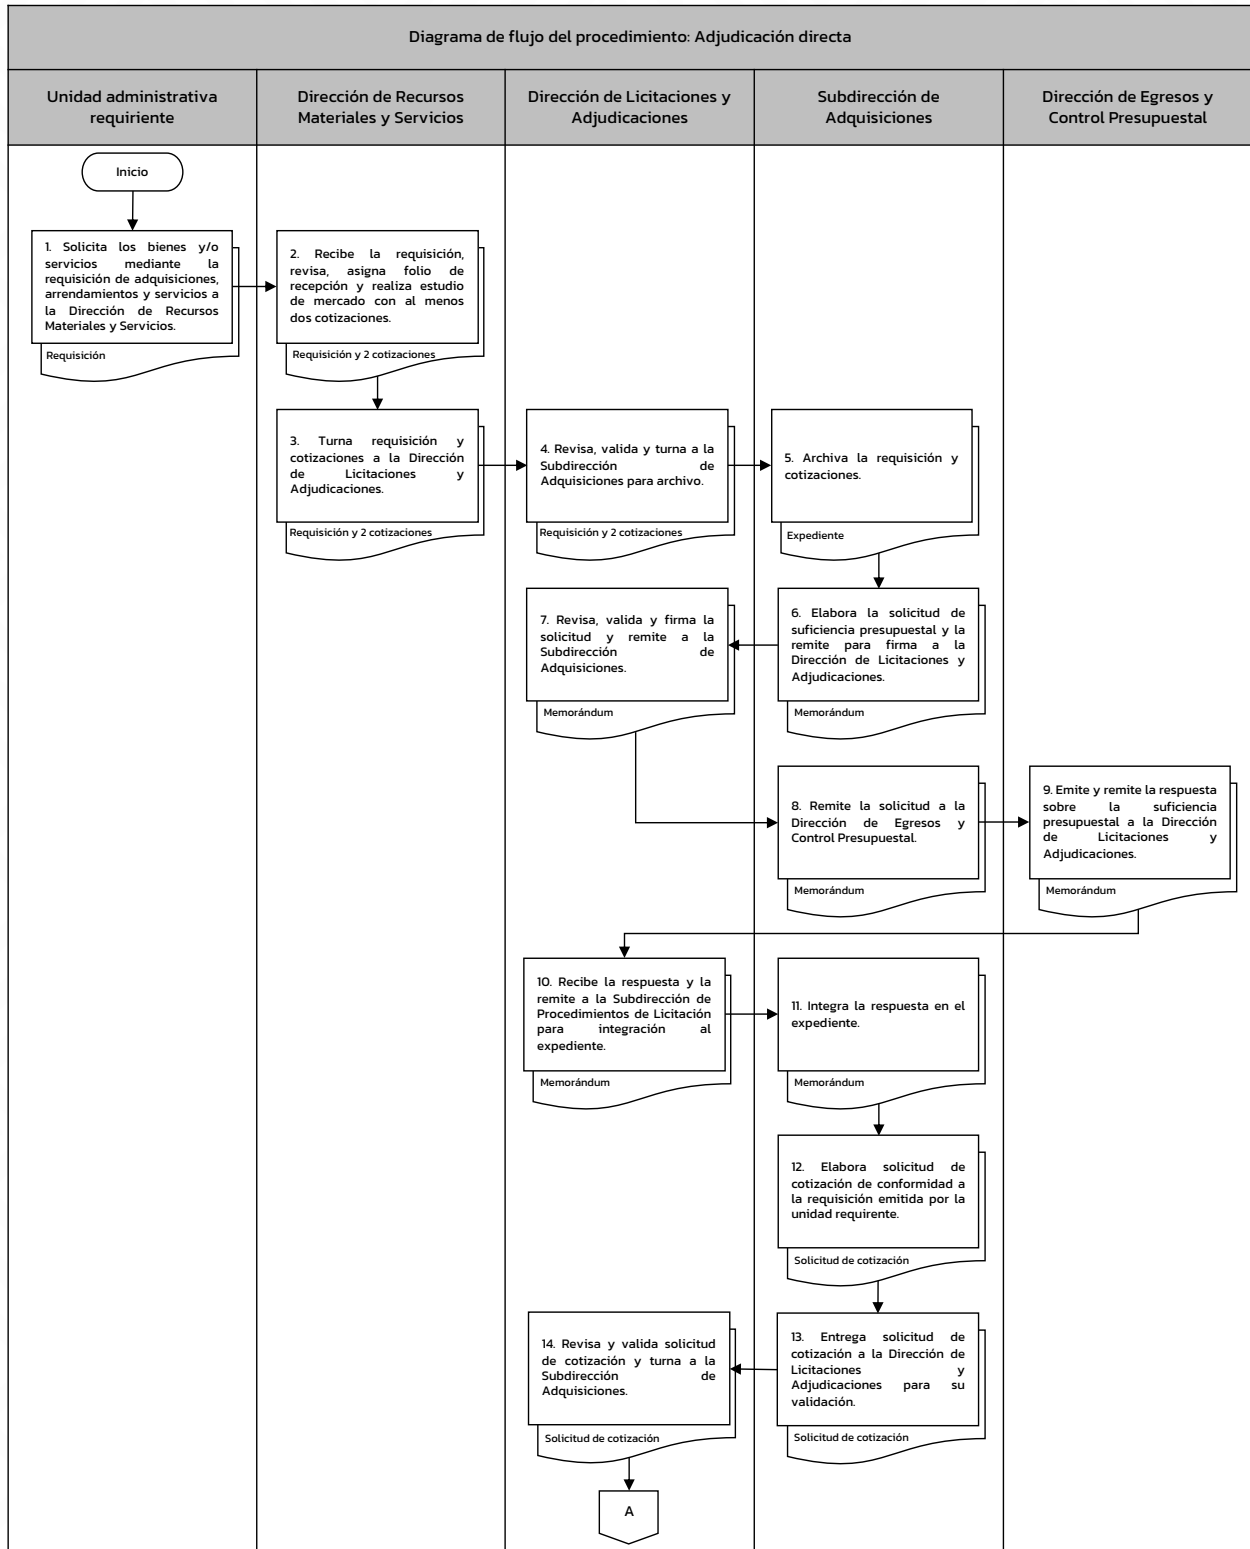 Diagrama de flujo del procedimiento: Adjudicación directa
Unidad administrativa
requiriente
Dirección de Recursos
Materiales y Servicios
Dirección de Licitaciones y
Adjudicaciones
Subdirección de
Adquisiciones
Dirección de Egresos y
Control Presupuestal
Inicio
1. Solicita los bienes y/o
servicios mediante la
requisición de adquisiciones,
arrendamientos y servicios a
la Dirección de Recursos
Materiales y Servicios.
Requisición
2. Recibe la requisición,
revisa, asigna folio de
recepción y realiza estudio
de mercado con al menos
dos cotizaciones.
Requisición y 2 cotizaciones
3. Turna requisición y
cotizaciones a la Dirección
de Licitaciones y
Adjudicaciones.
Requisición y 2 cotizaciones
4. Revisa, valida y turna a la
Subdirección de
Adquisiciones para archivo.
Requisición y 2 cotizaciones
5. Archiva la requisición y
cotizaciones.
Expediente
6. Elabora la solicitud de
suficiencia presupuestal y la
remite para firma a la
Dirección de Licitaciones y
Adjudicaciones.
Memorándum
7. Revisa, valida y firma la
solicitud y remite a la
Subdirección de
Adquisiciones.
Memorándum
8. Remite la solicitud a la
Dirección de Egresos y
Control Presupuestal.
Memorándum
9. Emite y remite la respuesta
sobre la suficiencia
presupuestal a la Dirección
de Licitaciones y
Adjudicaciones.
Memorándum
10. Recibe la respuesta y la
remite a la Subdirección de
Procedimientos de Licitación
para integración al
expediente.
Memorándum
11. Integra la respuesta en el
expediente.
Memorándum
12. Elabora solicitud de
cotización de conformidad a
la requisición emitida por la
unidad requirente.
Solicitud de cotización
13. Entrega solicitud de
cotización a la Dirección de
Licitaciones y
Adjudicaciones para su
validación.
Solicitud de cotización
14. Revisa y valida solicitud
de cotización y turna a la
Subdirección de
Adquisiciones.
Solicitud de cotización
A